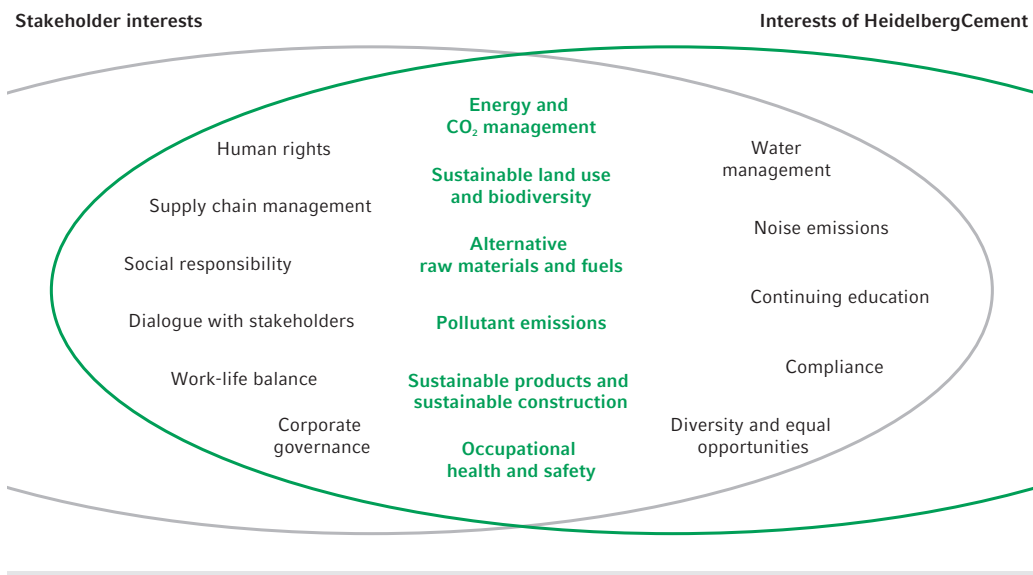 Stakeholder interests
Interests of HeidelbergCement
Energy and
CO₂ management
Human rights
Water
management
Sustainable land use
and biodiversity
Supply chain management
Noise emissions
Alternative
raw materials and fuels
Social responsibility
Continuing education
Dialogue with stakeholders
Pollutant emissions
Compliance
Work-life balance
Sustainable products and
sustainable construction
Corporate
governance
Diversity and equal
opportunities
Occupational
health and safety